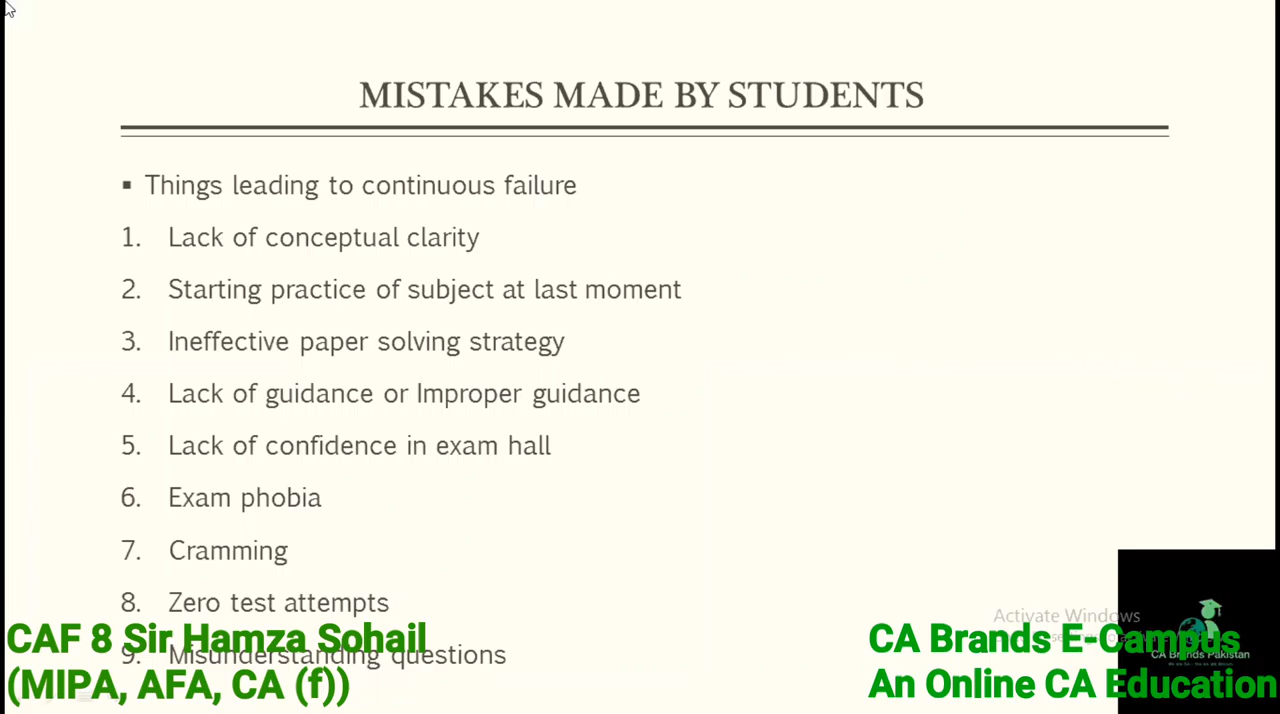 MISTAKES MADE BY STUDENTS
▪ Things leading to continuous failure
1. Lack of conceptual clarity
2. Starting practice of subject at last moment
3. Ineffective paper solving strategy
4. Lack of guidance or Improper guidance
5. Lack of confidence in exam hall
6. Exam phobia
7. Cramming
8. Zero test attempts
9. Misunderstanding questions
CAF 8 Sir Hamza Sohail
(MIPA, AFA, CA (f))
Activate Windows
CA Brands E-Campus
An Online CA Education
CA Brands Pakistan